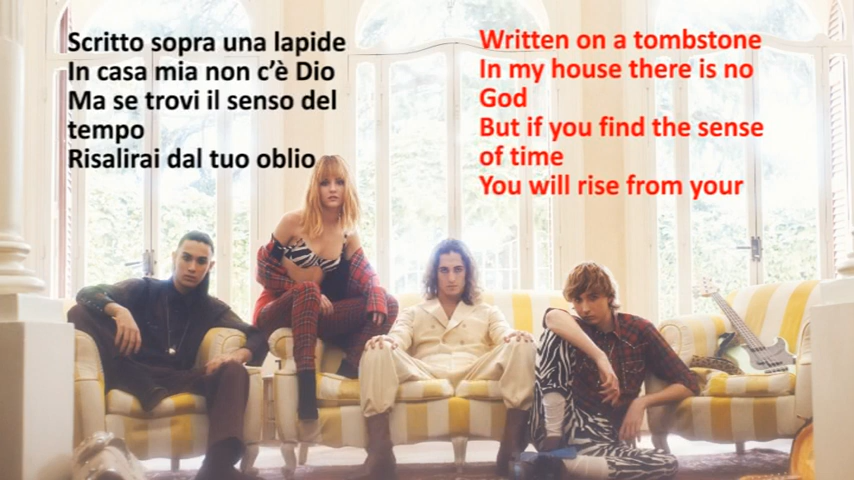 Scritto sopra una lapide
In casa mia non c'è Dio
Ma se trovi il senso del
tempo
Risalirai dal tuo oblio
Written on a tombstone
In my house there is no
God
But if you find the sense
of time
You will rise from your